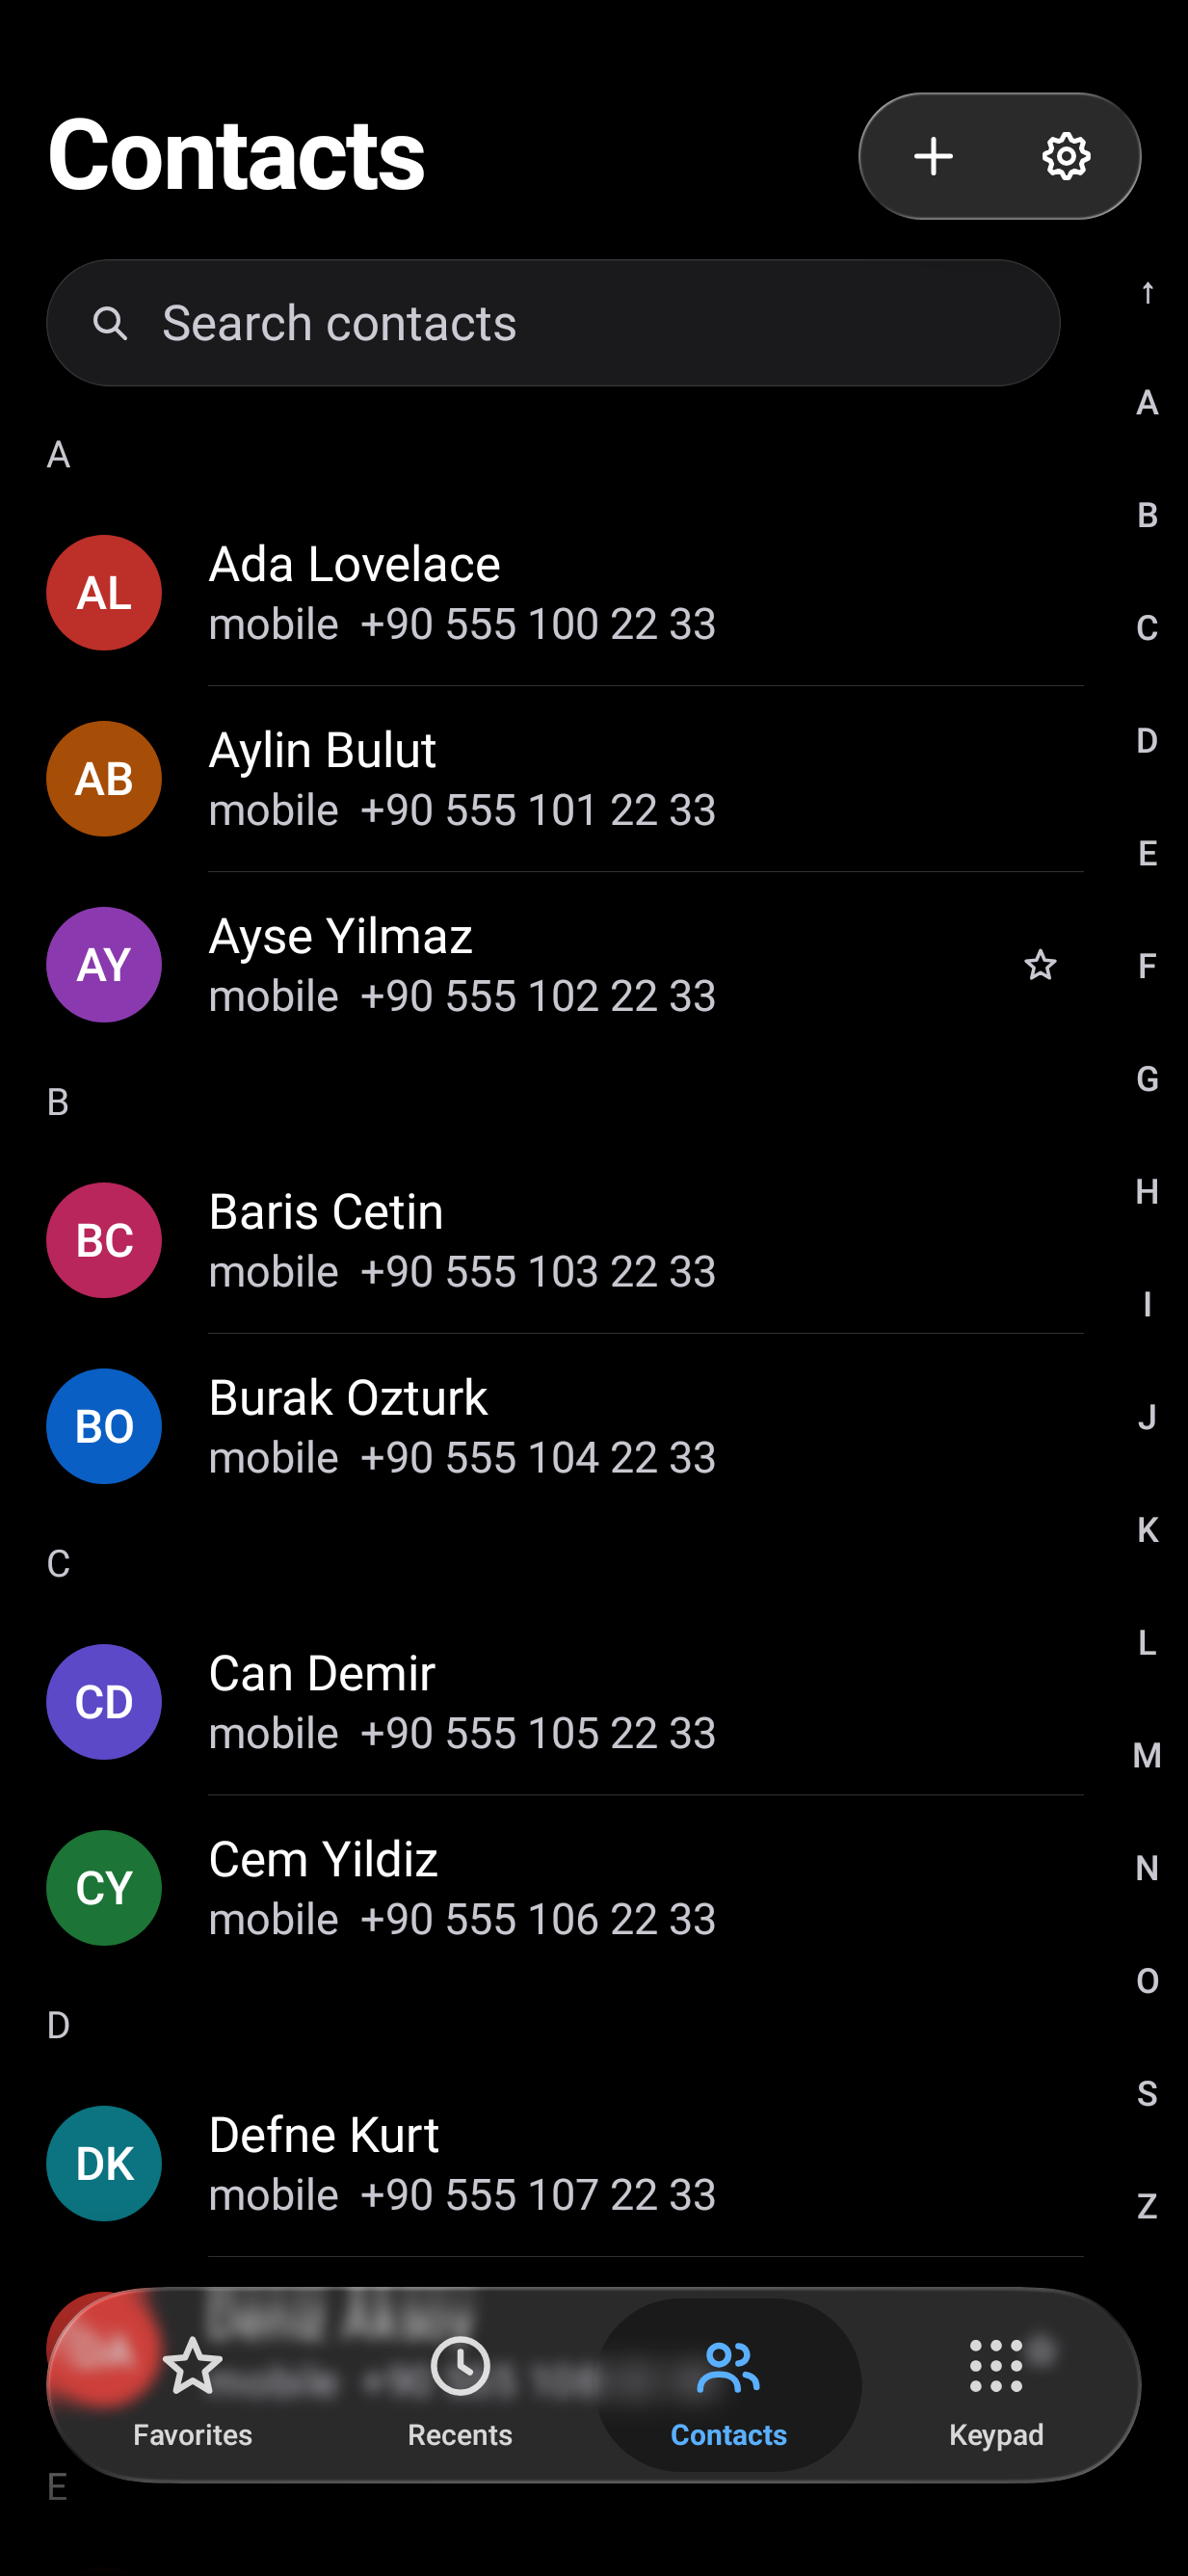 Contacts
Search contacts
↑
A
B
C
D
E
F
G
H
I
J
K
L
M
N
O
S
Z
A
AL
Ada Lovelace
mobile +90 555 100 22 33
AB
Aylin Bulut
mobile +90 555 101 22 33
AY
Ayse Yilmaz
mobile +90 555 102 22 33
B
BC
Baris Cetin
mobile +90 555 103 22 33
BO
Burak Ozturk
mobile +90 555 104 22 33
C
CD
Can Demir
mobile +90 555 105 22 33
CY
Cem Yildiz
mobile +90 555 106 22 33
D
DK
Defne Kurt
mobile +90 555 107 22 33
Deniz
mobile +90
Favorites
Recents
Contacts
Keypad
E